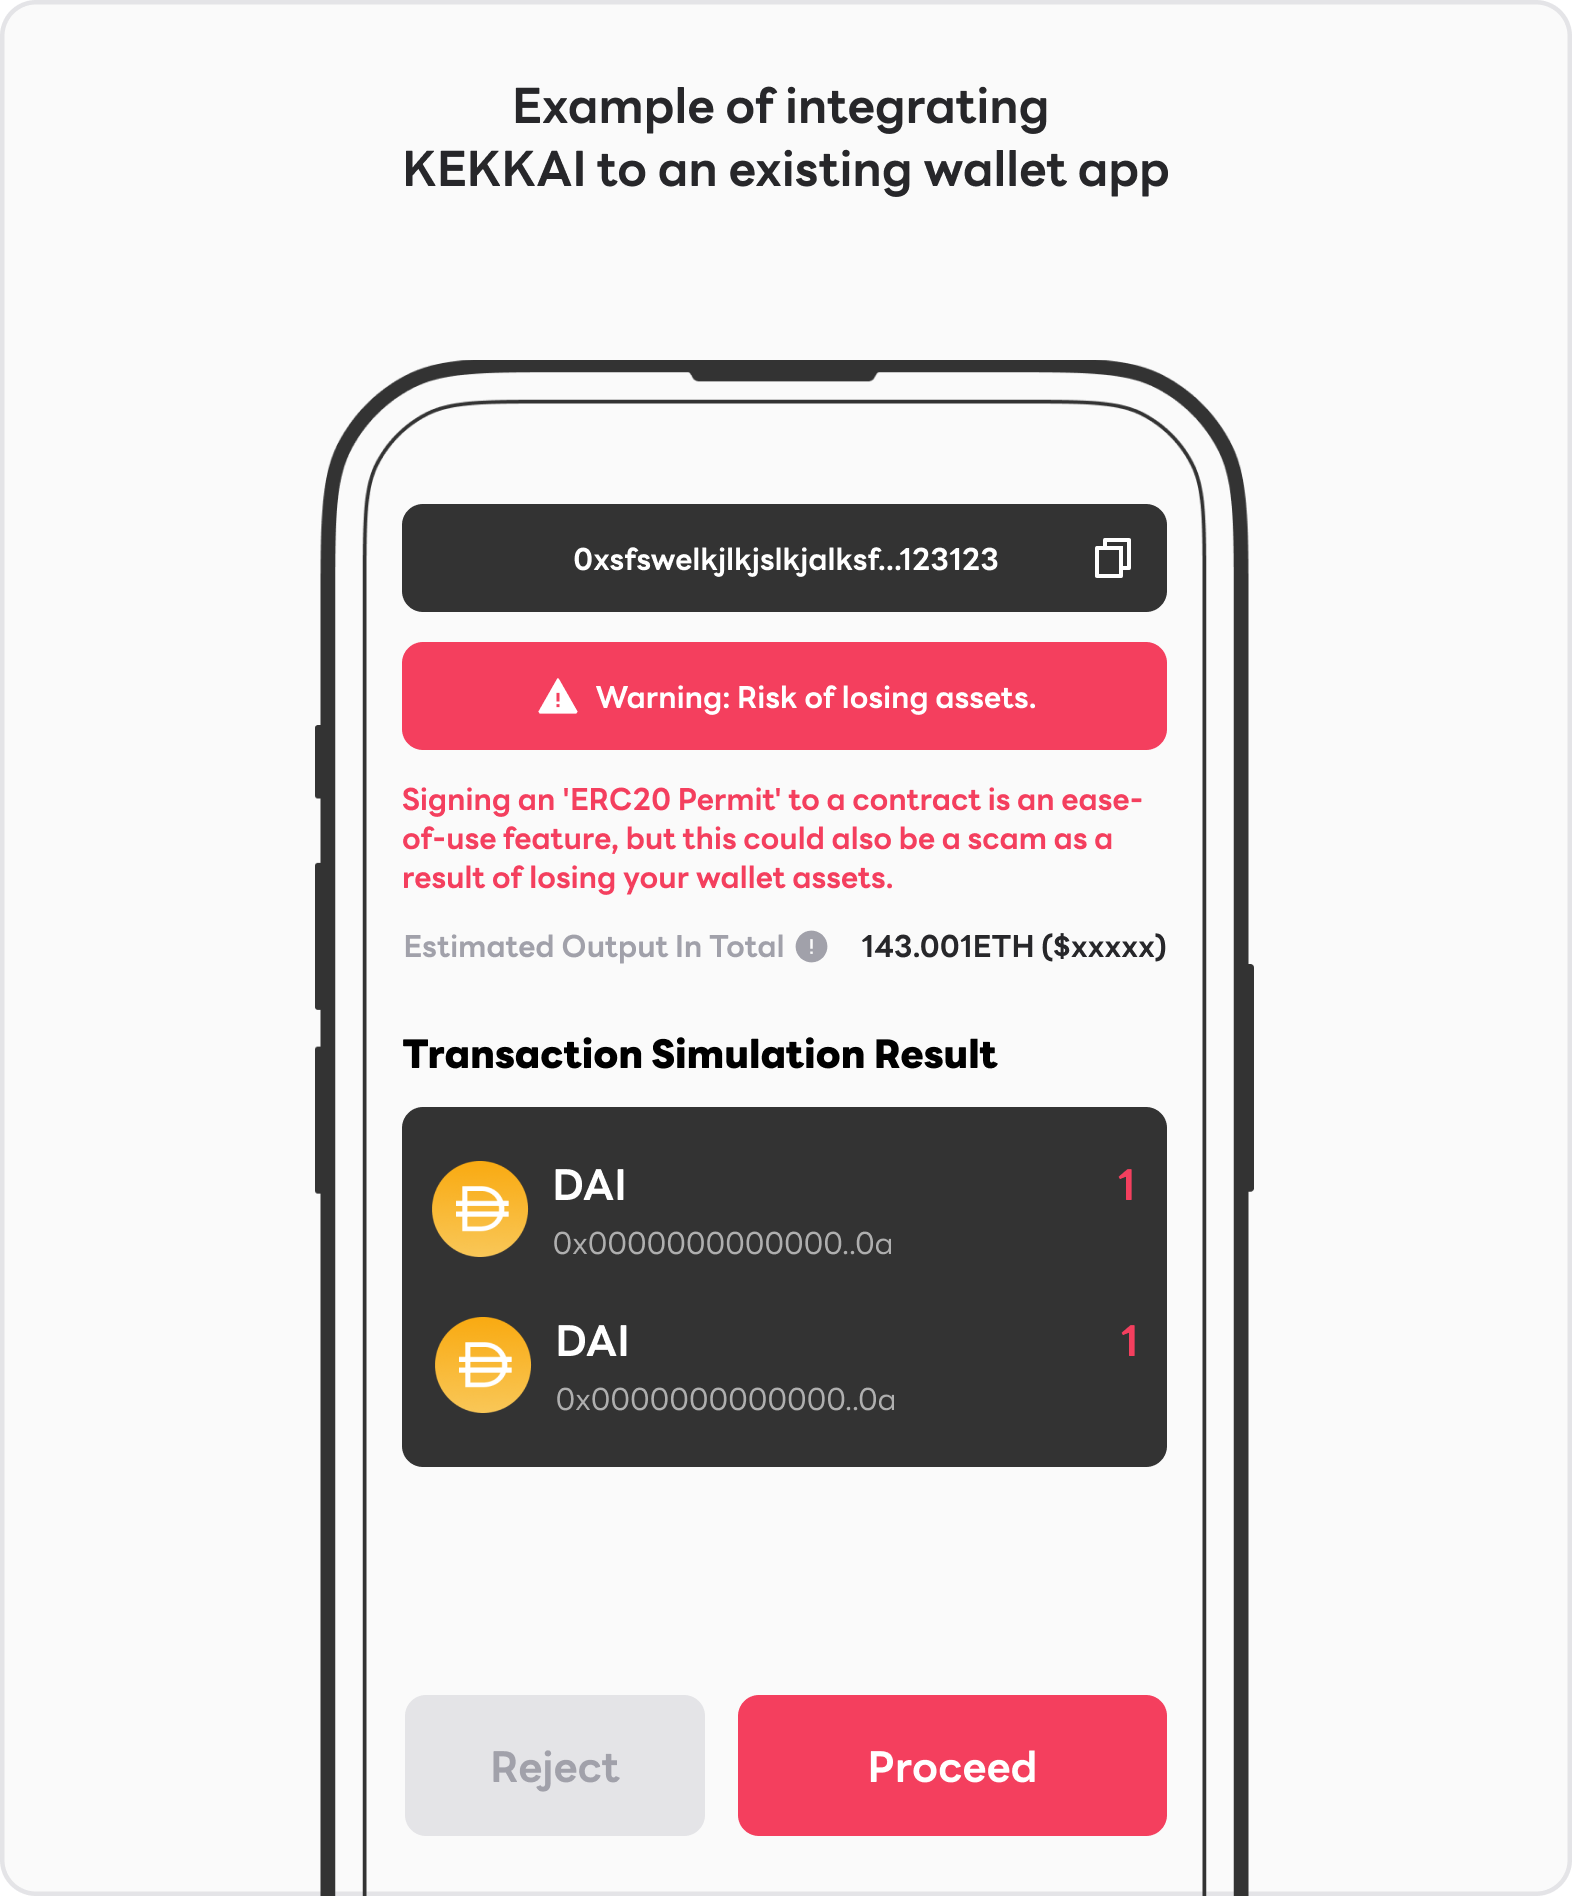 Example of integrating
KEKKAI to an existing wallet app
0xsfswelkjlkjslkjalksf...123123
Warning: Risk of losing assets.
Signing an 'ERC20 Permit' to a contract is an ease-
of-use feature, but this could also be a scam as a
result of losing your wallet assets.
Estimated Output In Total ! 143.001ETH ($xxxxx)
Transaction Simulation Result
DAI 1
0x0000000000000..0a
DAI 1
0x0000000000000..0a
Reject Proceed